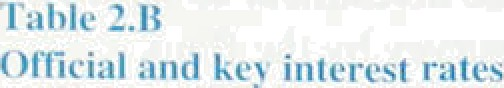 Table 2.B
Official and key interest rates